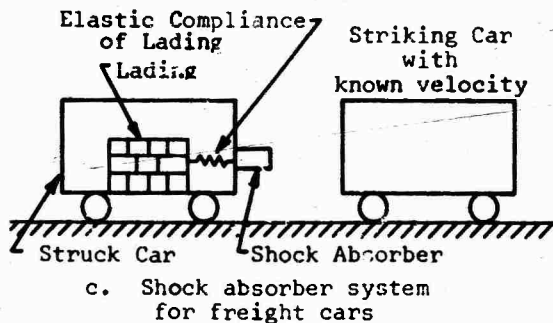 Elastic Compliance
of Lading
Lading
Striking Car
with
known velocity
Struck Car
Shock Absorber
c. Shock absorber system
for freight cars